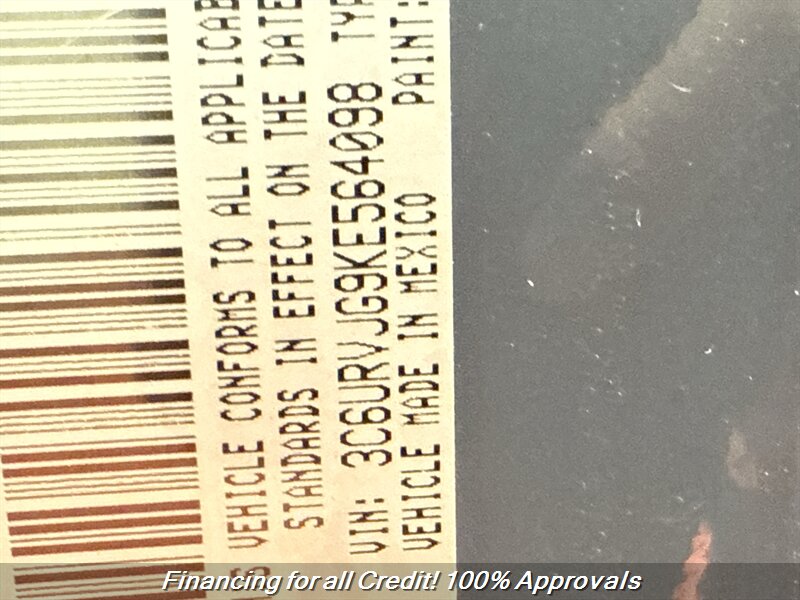 VEHICLE CONFORMS TO ALL APPLICAB
STANDARDS IN EFFECT ON THE DATE
VIN: 3C6URVJG9KE564098 TYP
VEHICLE MADE IN MEXICO PAINT:
Financing for all Credit! 100% Approvals